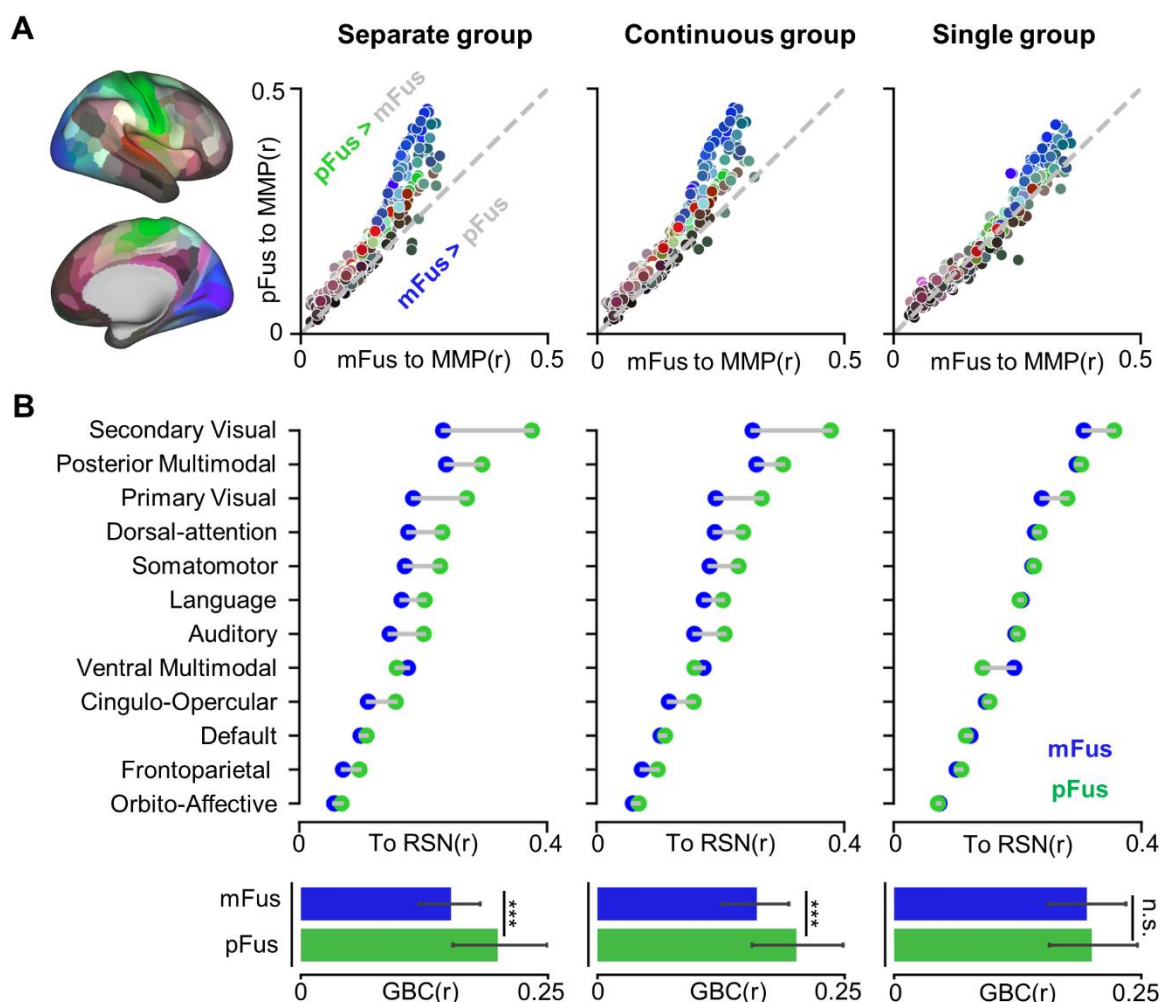 A
Separate group
Continuous group
Single group
0.5
pFus > mFus
mFus > pFus
pFus to MMP(r)
0
0
mFus to MMP(r)
0.5
0
mFus to MMP(r)
0.5
0
mFus to MMP(r)
0.5
B
Secondary Visual
Posterior Multimodal
Primary Visual
Dorsal-attention
Somatomotor
Language
Auditory
Ventral Multimodal
Cingulo-Opercular
Default
Frontoparietal
Orbito-Affective
mFus
pFus
0
To RSN(r)
0.4
0
To RSN(r)
0.4
0
To RSN(r)
0.4
mFus
pFus
***
***
n.s.
0
GBC(r)
0.25
0
GBC(r)
0.25
0
GBC(r)
0.25